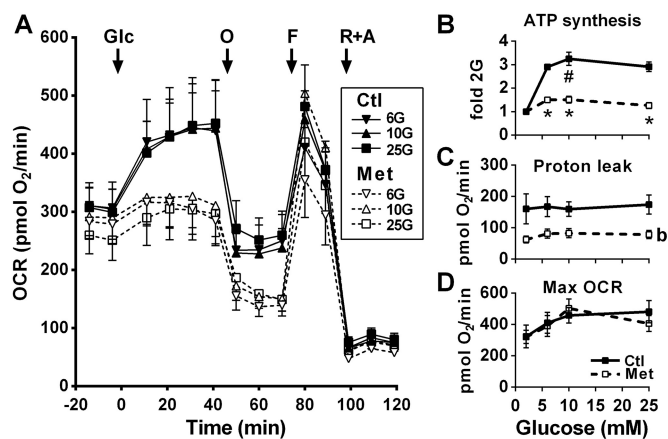 A
Glc O F R+A
600
500
400
300
200
100
0
OCR (pmol O2/min)
-20 0 20 40 60 80 100 120
Time (min)
Ctl
6G
10G
25G
Met
6G
10G
25G
B
ATP synthesis
4
3
2
1
0
fold 2G
#
* * *
C
Proton leak
300
200
100
0
pmol O2/min
b
D
Max OCR
600
400
200
0
pmol O2/min
Ctl
Met
0 5 10 15 20 25
Glucose (mM)